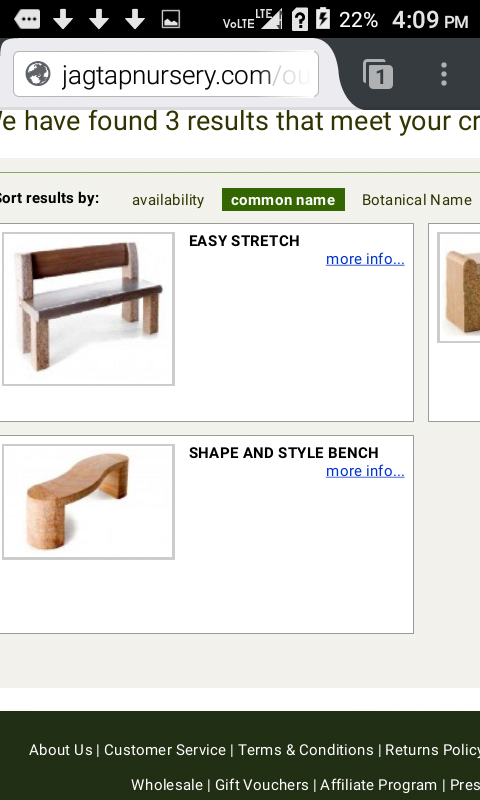 VoLTE LTE 22% 4:09 PM
jagtapnursery.com/ou
1
e have found 3 results that meet your cr
Sort results by: availability common name Botanical Name
EASY STRETCH
more info...
SHAPE AND STYLE BENCH
more info...
About Us | Customer Service | Terms & Conditions | Returns Policy
Wholesale | Gift Vouchers | Affiliate Program | Pres